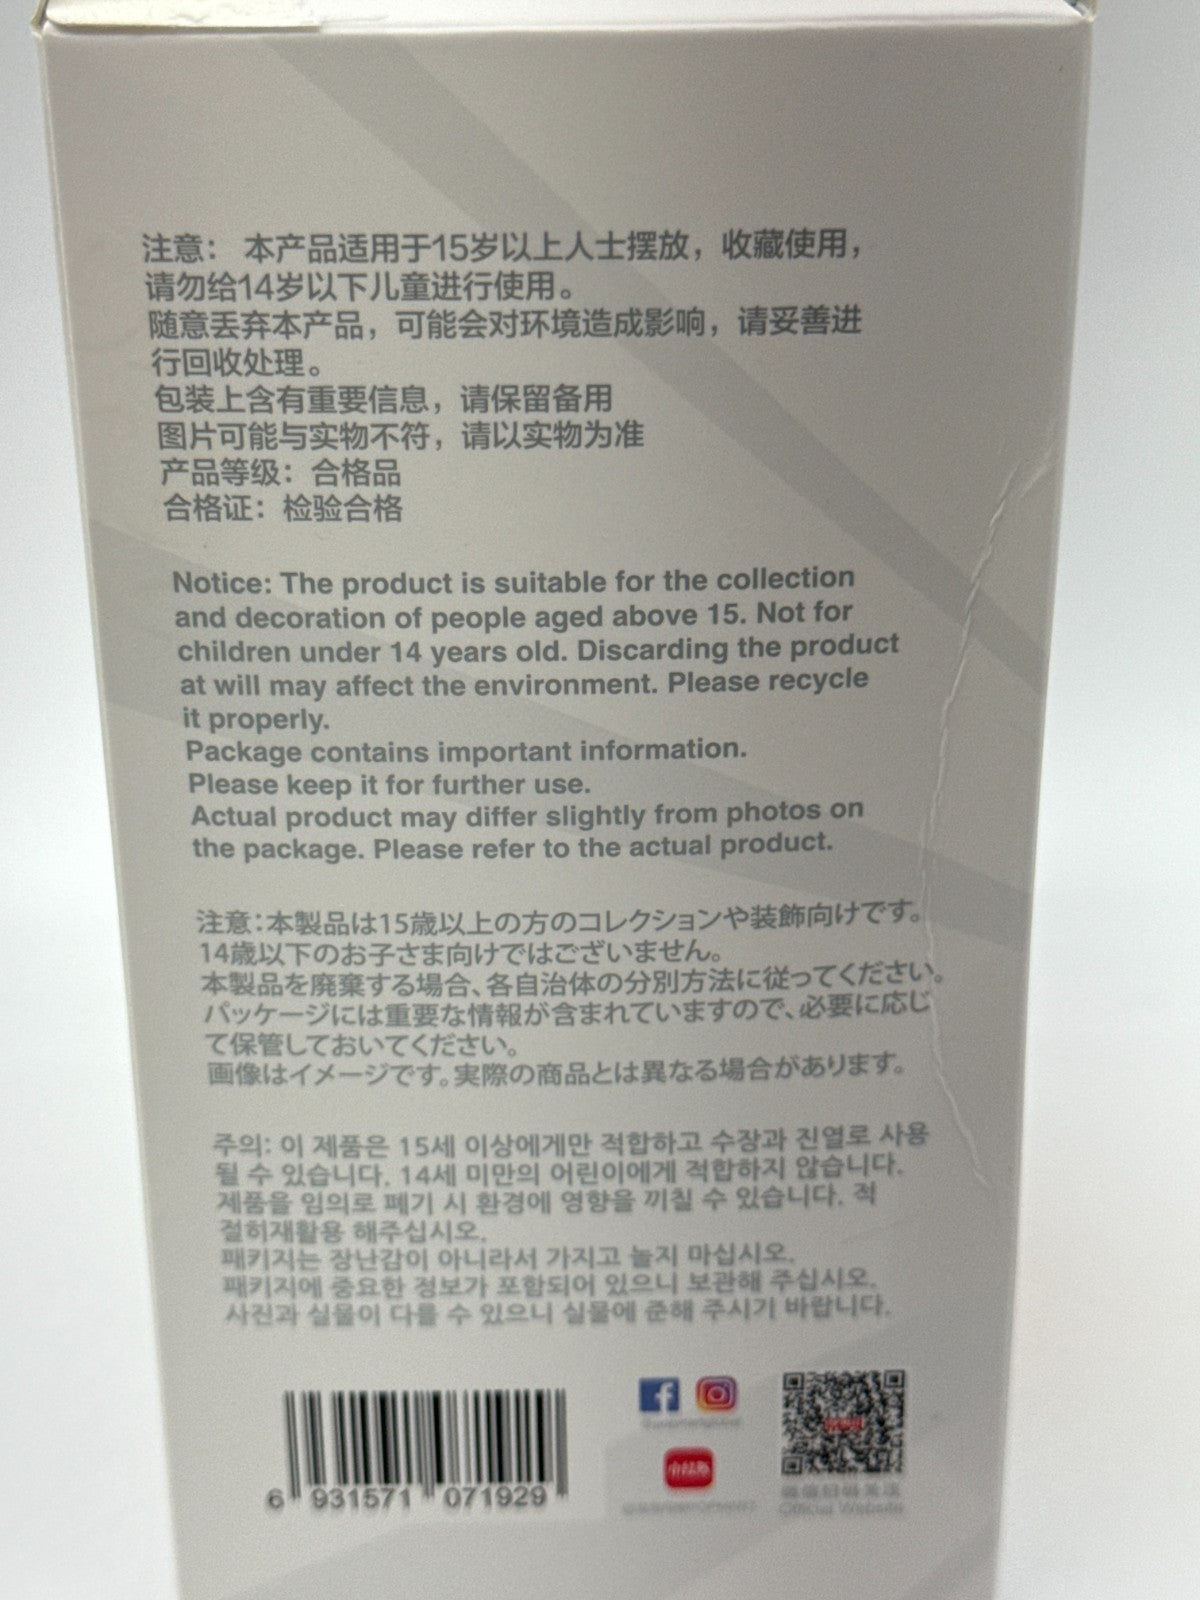 注意： 本产品适用于15岁以上人士摆放，收藏使用，
请勿给14岁以下儿童进行使用。
随意丢弃本产品，可能会对环境造成影响，请妥善进
行回收处理。
包装上含有重要信息，请保留备用
图片可能与实物不符，请以实物为准
产品等级：合格品
合格证：检验合格
Notice: The product is suitable for the collection
and decoration of people aged above 15. Not for
children under 14 years old. Discarding the product
at will may affect the environment. Please recycle
it properly.
Package contains important information.
Please keep it for further use.
Actual product may differ slightly from photos on
the package. Please refer to the actual product.
注意：本製品は15歳以上の方のコレクションや装飾向けです。
14歳以下のお子さま向けではございません。
本製品を廃棄する場合、各自治体の分別方法に従ってください。
パッケージには重要な情報が含まれていますので、必要に応じ
て保管しておいてください。
画像はイメージです。実際の商品とは異なる場合があります。
주의: 이 제품은 15세 이상에게만 적합하고 수장과 진열로 사용
될 수 있습니다. 14세 미만의 어린이에게 적합하지 않습니다.
제품을 임의로 폐기 시 환경에 영향을 끼칠 수 있습니다. 적
절히재활용 해주십시오.
패키지는 장난감이 아니라서 가지고 놀지 마십시오.
패키지에 중요한 정보가 포함되어 있으니 보관해 주십시오.
사진과 실물이 다를 수 있으니 실물에 준해 주시기 바랍니다.
小红书
6 931571 071929
Official Website